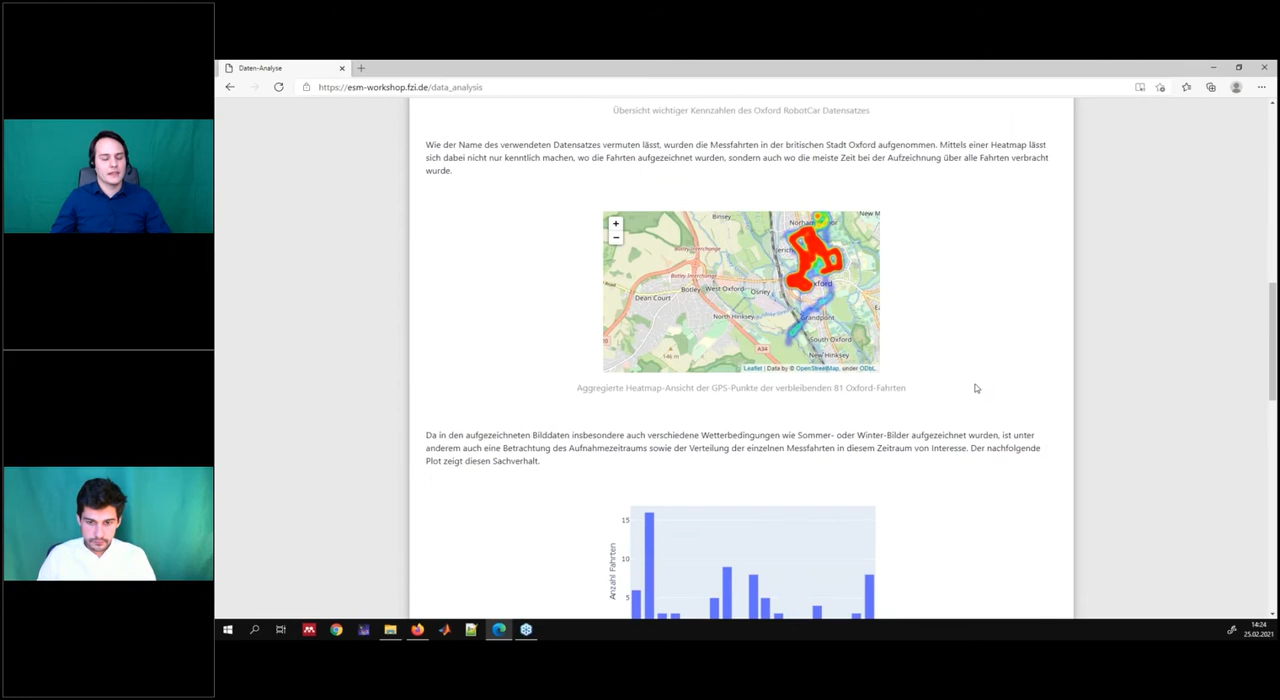 Daten-Analyse
https://esm-workshop.fzi.de/data_analysis
Übersicht wichtiger Kennzahlen des Oxford RobotCar Datensatzes
Wie der Name des verwendeten Datensatzes vermuten lässt, wurden die Messfahrten in der britischen Stadt Oxford aufgenommen. Mittels einer Heatmap lässt
sich dabei nicht nur kenntlich machen, wo die Fahrten aufgezeichnet wurden, sondern auch wo die meiste Zeit bei der Aufzeichnung über alle Fahrten verbracht
wurde.
+
−
Binsey
New M
Botley Interchange
Botley Interchange
Botley
West Oxford
Osney
Dean Court
North Hinksey
Grandpont
South Oxford
A34
New Hinksey
146 m
Leaflet | Data by © OpenStreetMap, under ODbL.
Aggregierte Heatmap-Ansicht der GPS-Punkte der verbleibenden 81 Oxford-Fahrten
Da in den aufgezeichneten Bilddaten insbesondere auch verschiedene Wetterbedingungen wie Sommer- oder Winter-Bilder aufgezeichnet wurden, ist unter
anderem auch eine Betrachtung des Aufnahmezeitraums sowie der Verteilung der einzelnen Messfahrten in diesem Zeitraum von Interesse. Der nachfolgende
Plot zeigt diesen Sachverhalt.
15
10
5
Anzahl Fahrten
14:24
25.02.2021